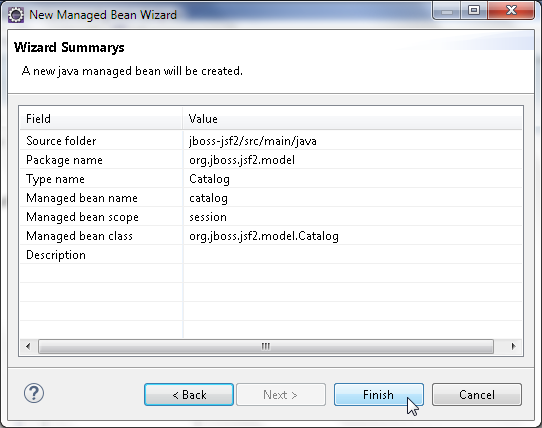 New Managed Bean Wizard
Wizard Summarys
A new java managed bean will be created.
Field Value
Source folder jboss-jsf2/src/main/java
Package name org.jboss.jsf2.model
Type name Catalog
Managed bean name catalog
Managed bean scope session
Managed bean class org.jboss.jsf2.model.Catalog
Description
? < Back Next > Finish Cancel